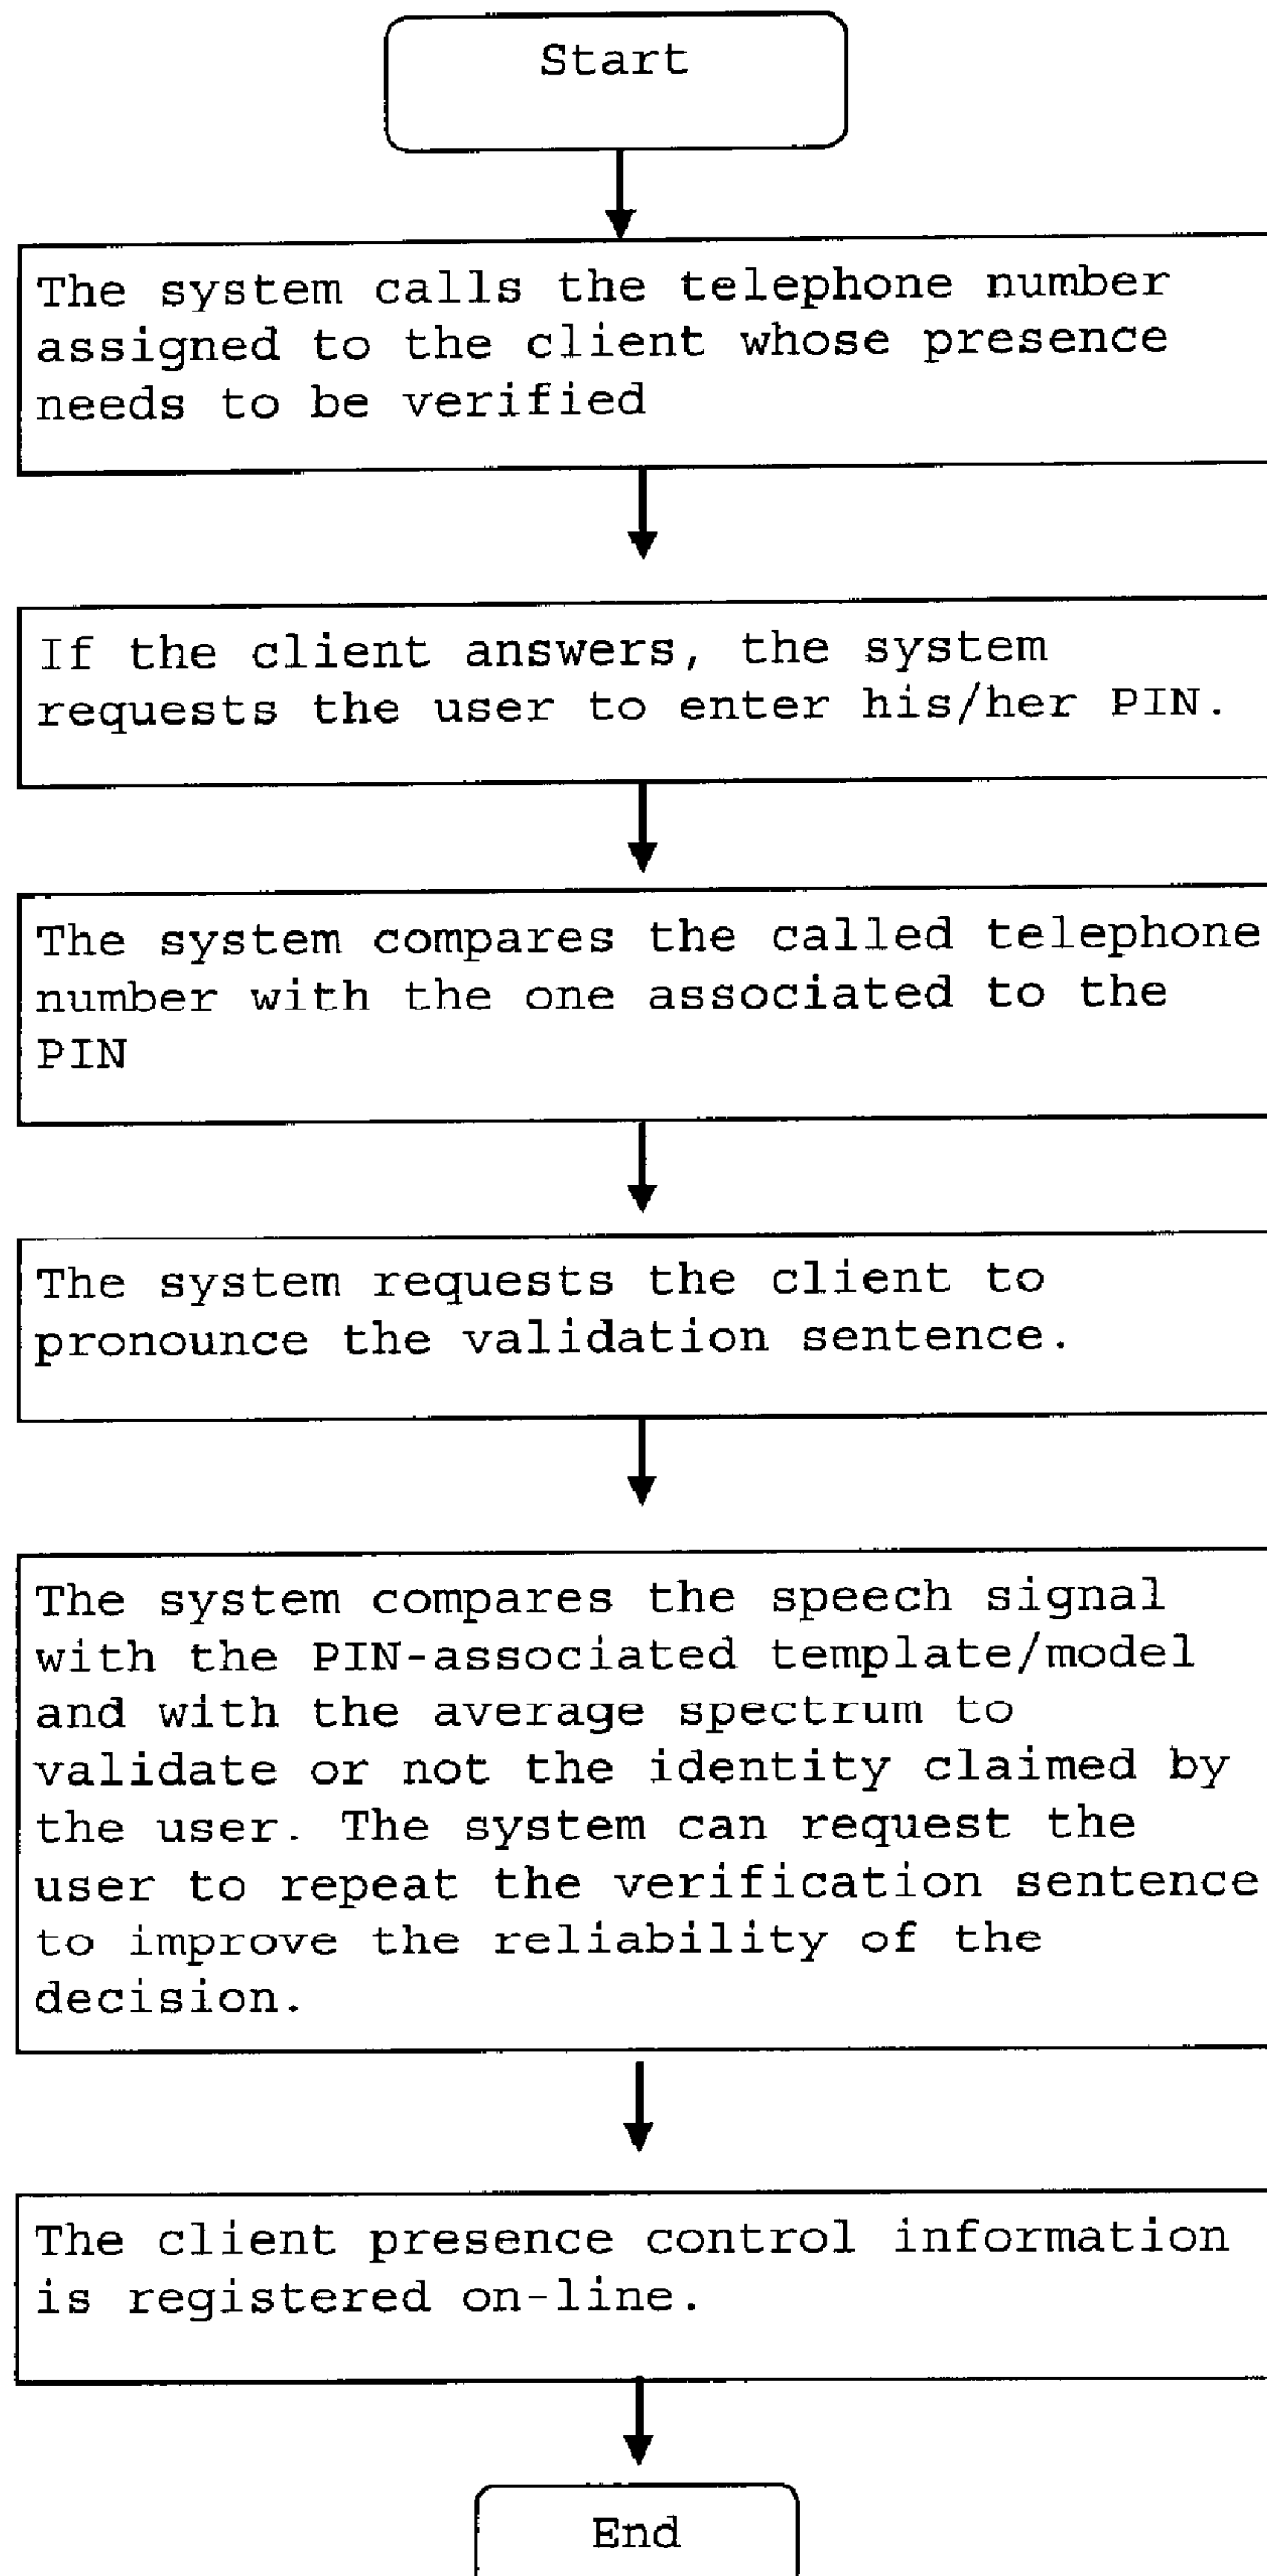 Start
The system calls the telephone number
assigned to the client whose presence
needs to be verified
If the client answers, the system
requests the user to enter his/her PIN.
The system compares the called telephone
number with the one associated to the
PIN
The system requests the client to
pronounce the validation sentence.
The system compares the speech signal
with the PIN-associated template/model
and with the average spectrum to
validate or not the identity claimed by
the user. The system can request the
user to repeat the verification sentence
to improve the reliability of the
decision.
The client presence control information
is registered on-line.
End